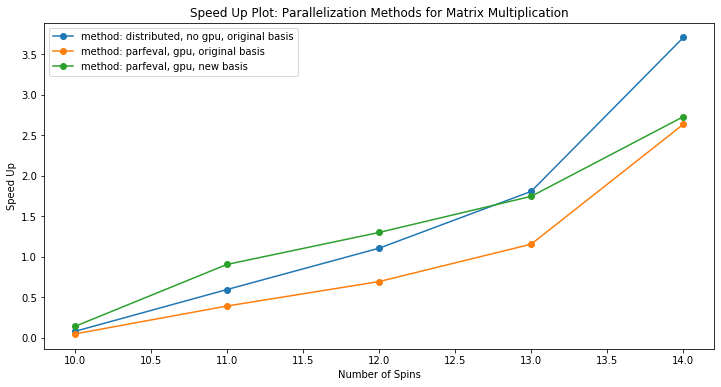 Speed Up Plot: Parallelization Methods for Matrix Multiplication
method: distributed, no gpu, original basis
method: parfeval, gpu, original basis
method: parfeval, gpu, new basis
3.5
3.0
2.5
2.0
1.5
1.0
0.5
0.0
Speed Up
10.0 10.5 11.0 11.5 12.0 12.5 13.0 13.5 14.0
Number of Spins